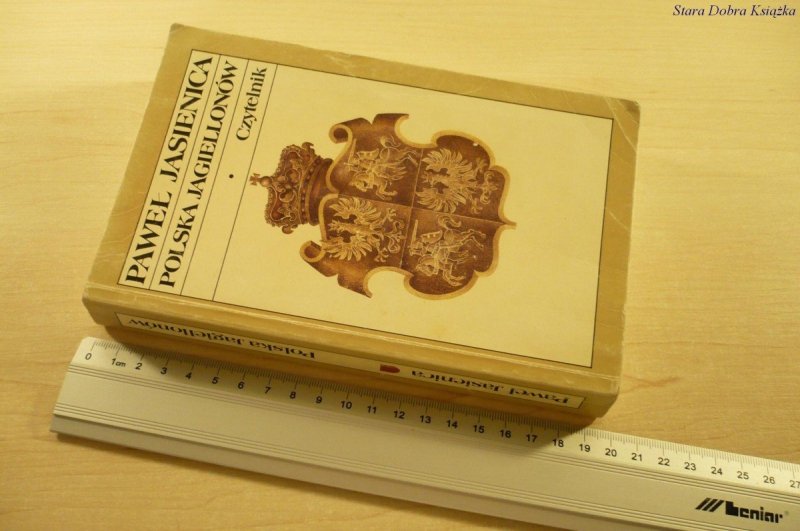 Stara Dobra Książka
PAWEŁ JASIENICA
POLSKA JAGIELLONÓW
• Czytelnik
Paweł Jasienica Polska Jagiellonów
0 1cm 2 3 4 5 6 7 8 9 10 11 12 13 14 15 16 17 18 19 20 21 22 23 24 25 26 27
Leniar